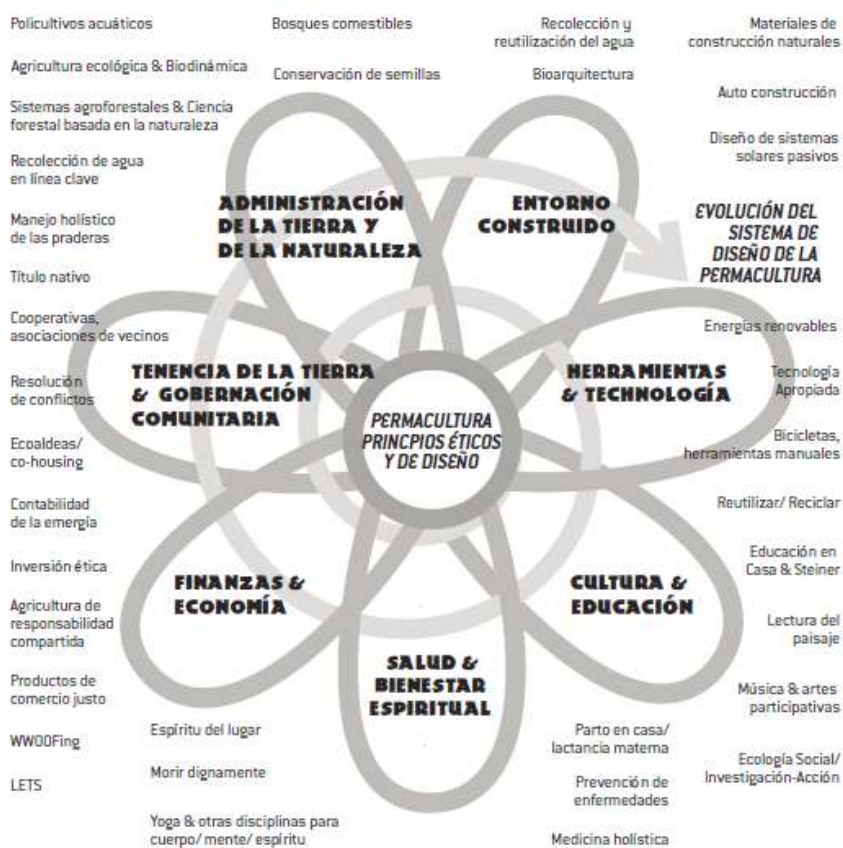 Policultivos acuáticos
Agricultura ecológica & Biodinámica
Sistemas agroforestales & Ciencia
forestal basada en la naturaleza
Recolección de agua
en línea clave
Manejo holístico
de las praderas
Título nativo
Cooperativas,
asociaciones de vecinos
Resolución
de conflictos
Ecoaldeas/
co-housing
Contabilidad
de la emergía
Inversión ética
Agricultura de
responsabilidad
compartida
Productos de
comercio justo
WWOOFing
LETS
Bosques comestibles
Conservación de semillas
Recolección y
reutilización del agua
Bioarquitectura
Materiales de
construcción naturales
Auto construcción
Diseño de sistemas
solares pasivos
EVOLUCIÓN DEL
SISTEMA DE
DISEÑO DE LA
PERMACULTURA
Energías renovables
Tecnología
Apropiada
Bicicletas,
herramientas manuales
Reutilizar/ Reciclar
Educación en
Casa & Steiner
Lectura del
paisaje
Música & artes
participativas
Ecología Social/
Investigación-Acción
ADMINISTRACIÓN
DE LA TIERRA Y
DE LA NATURALEZA
ENTORNO
CONSTRUIDO
TENENCIA DE LA TIERRA
& GOBERNACIÓN
COMUNITARIA
HERRAMIENTAS
& TECHNOLOGÍA
PERMACULTURA
PRINCPIOS ÉTICOS
Y DE DISEÑO
FINANZAS &
ECONOMÍA
CULTURA &
EDUCACIÓN
SALUD &
BIENESTAR
ESPIRITUAL
Espíritu del lugar
Morir dignamente
Yoga & otras disciplinas para
cuerpo/ mente/ espíritu
Parto en casa/
lactancia materna
Prevención de
enfermedades
Medicina holística